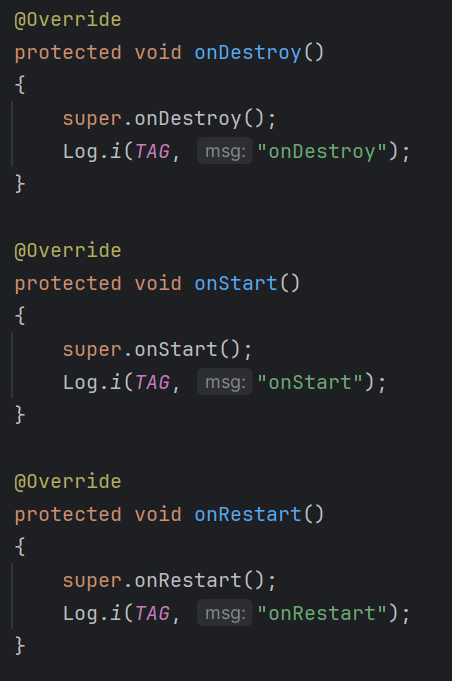 @Override
protected void onDestroy()
{
super.onDestroy();
Log.i(TAG, msg: "onDestroy");
}
@Override
protected void onStart()
{
super.onStart();
Log.i(TAG, msg: "onStart");
}
@Override
protected void onRestart()
{
super.onRestart();
Log.i(TAG, msg: "onRestart");
}